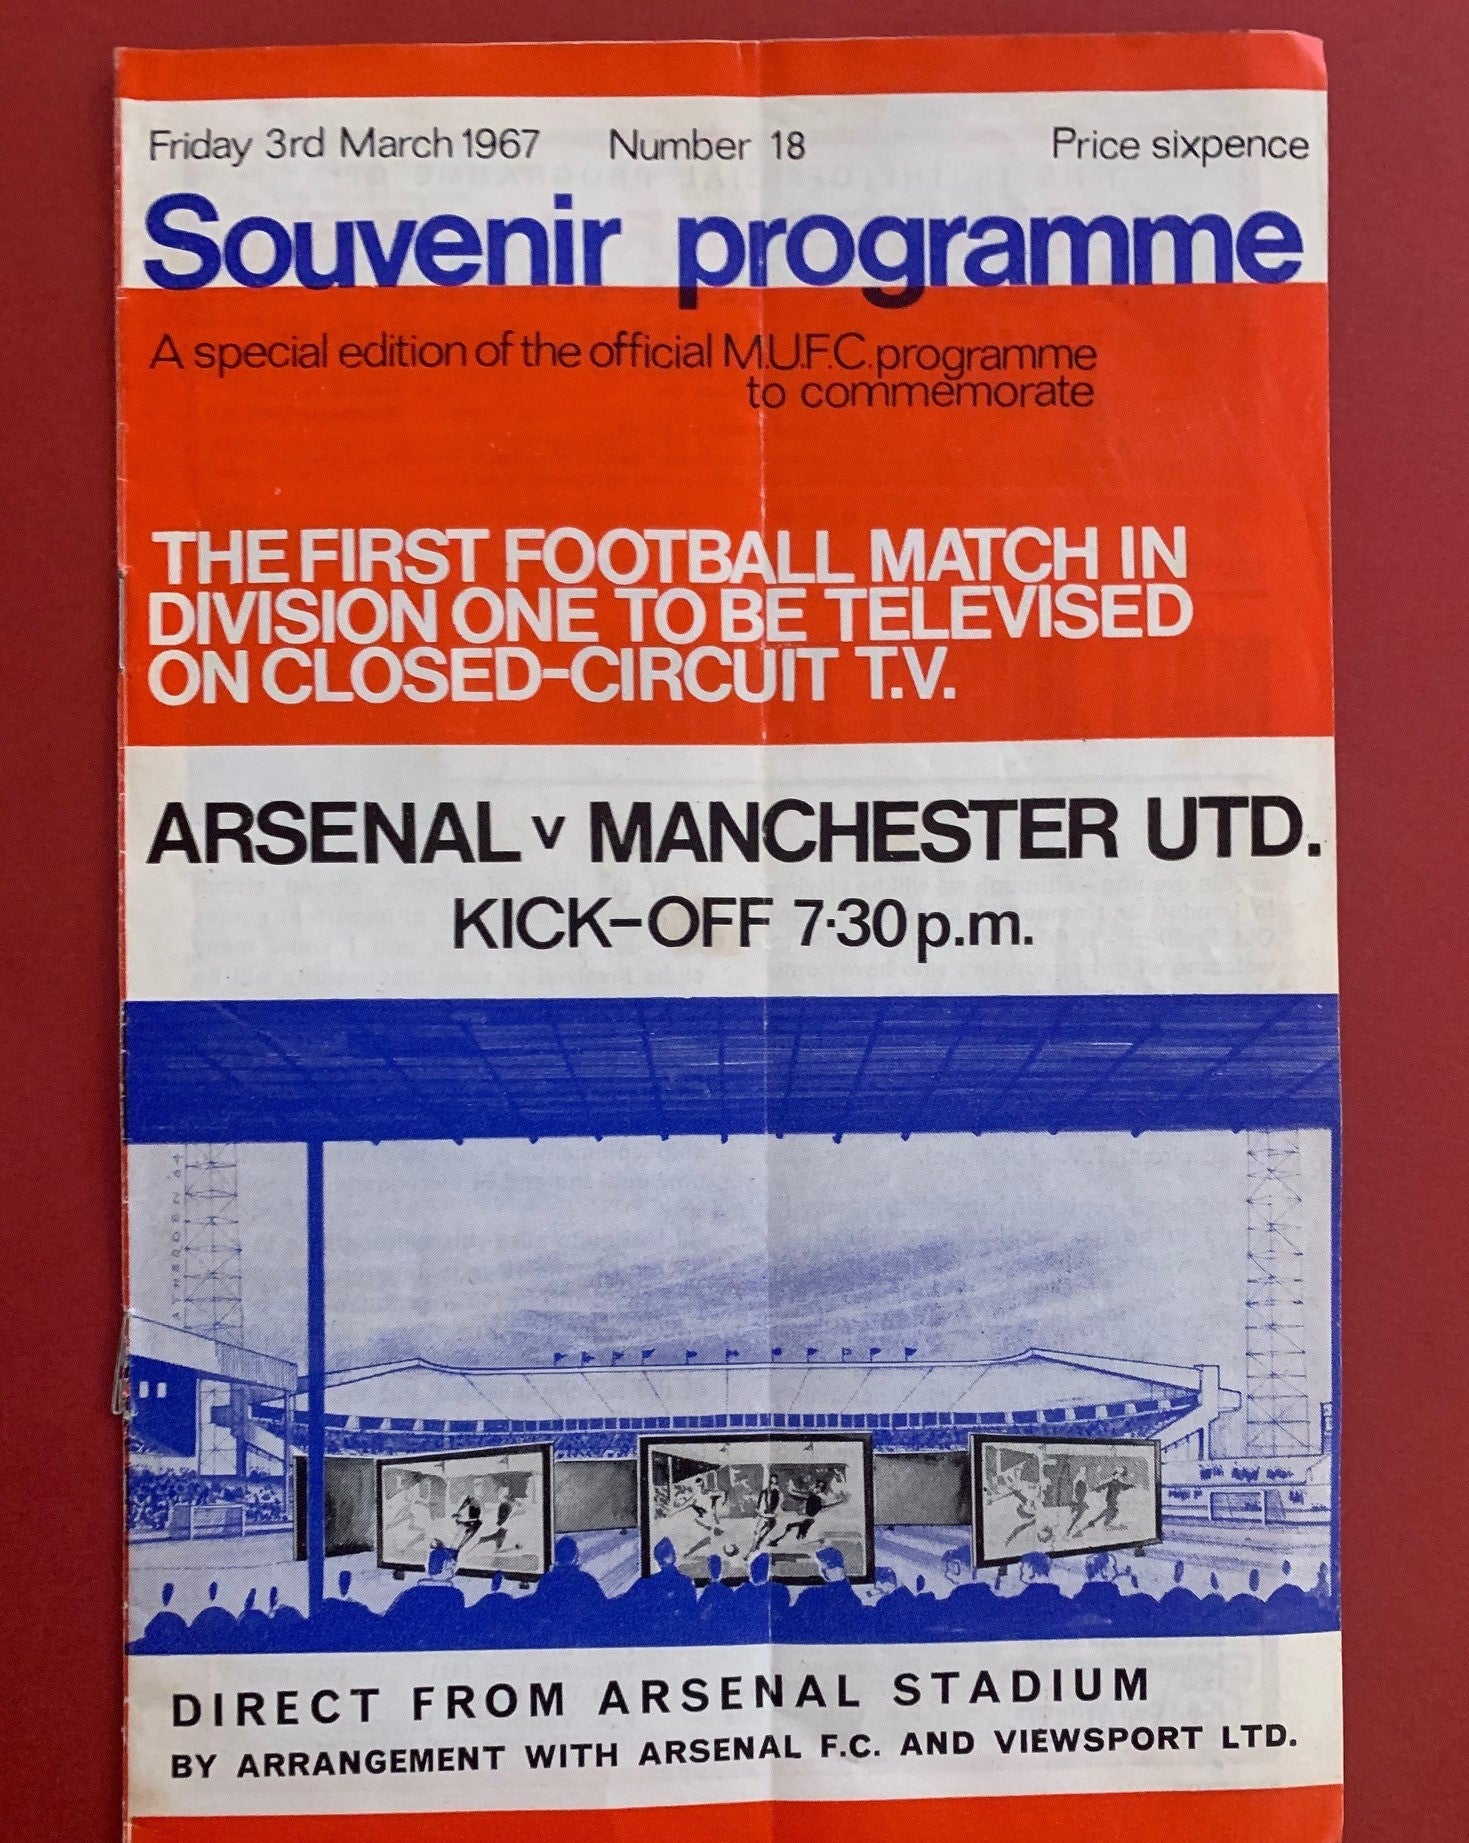 Friday 3rd March 1967 Number 18 Price sixpence
Souvenir programme
A special edition of the official M.U.F.C. programme
to commemorate
THE FIRST FOOTBALL MATCH IN
DIVISION ONE TO BE TELEVISED
ON CLOSED-CIRCUIT T.V.
ARSENAL v MANCHESTER UTD.
KICK-OFF 7·30 p.m.
ATHERDEN '64
DIRECT FROM ARSENAL STADIUM
BY ARRANGEMENT WITH ARSENAL F.C. AND VIEWSPORT LTD.